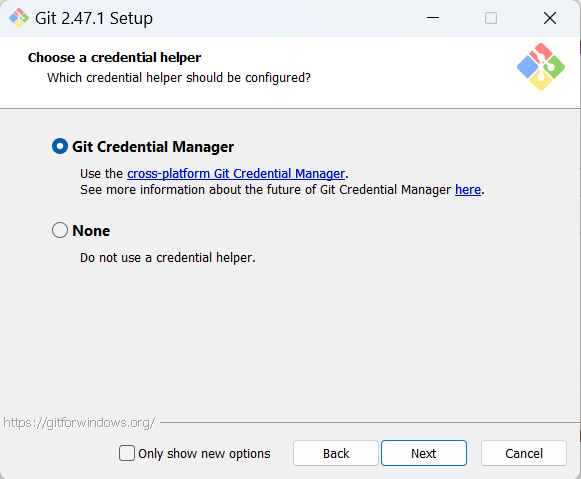 Git 2.47.1 Setup
Choose a credential helper
Which credential helper should be configured?
Git Credential Manager
Use the cross-platform Git Credential Manager.
See more information about the future of Git Credential Manager here.
None
Do not use a credential helper.
https://gitforwindows.org/
Only show new options
Back
Next
Cancel